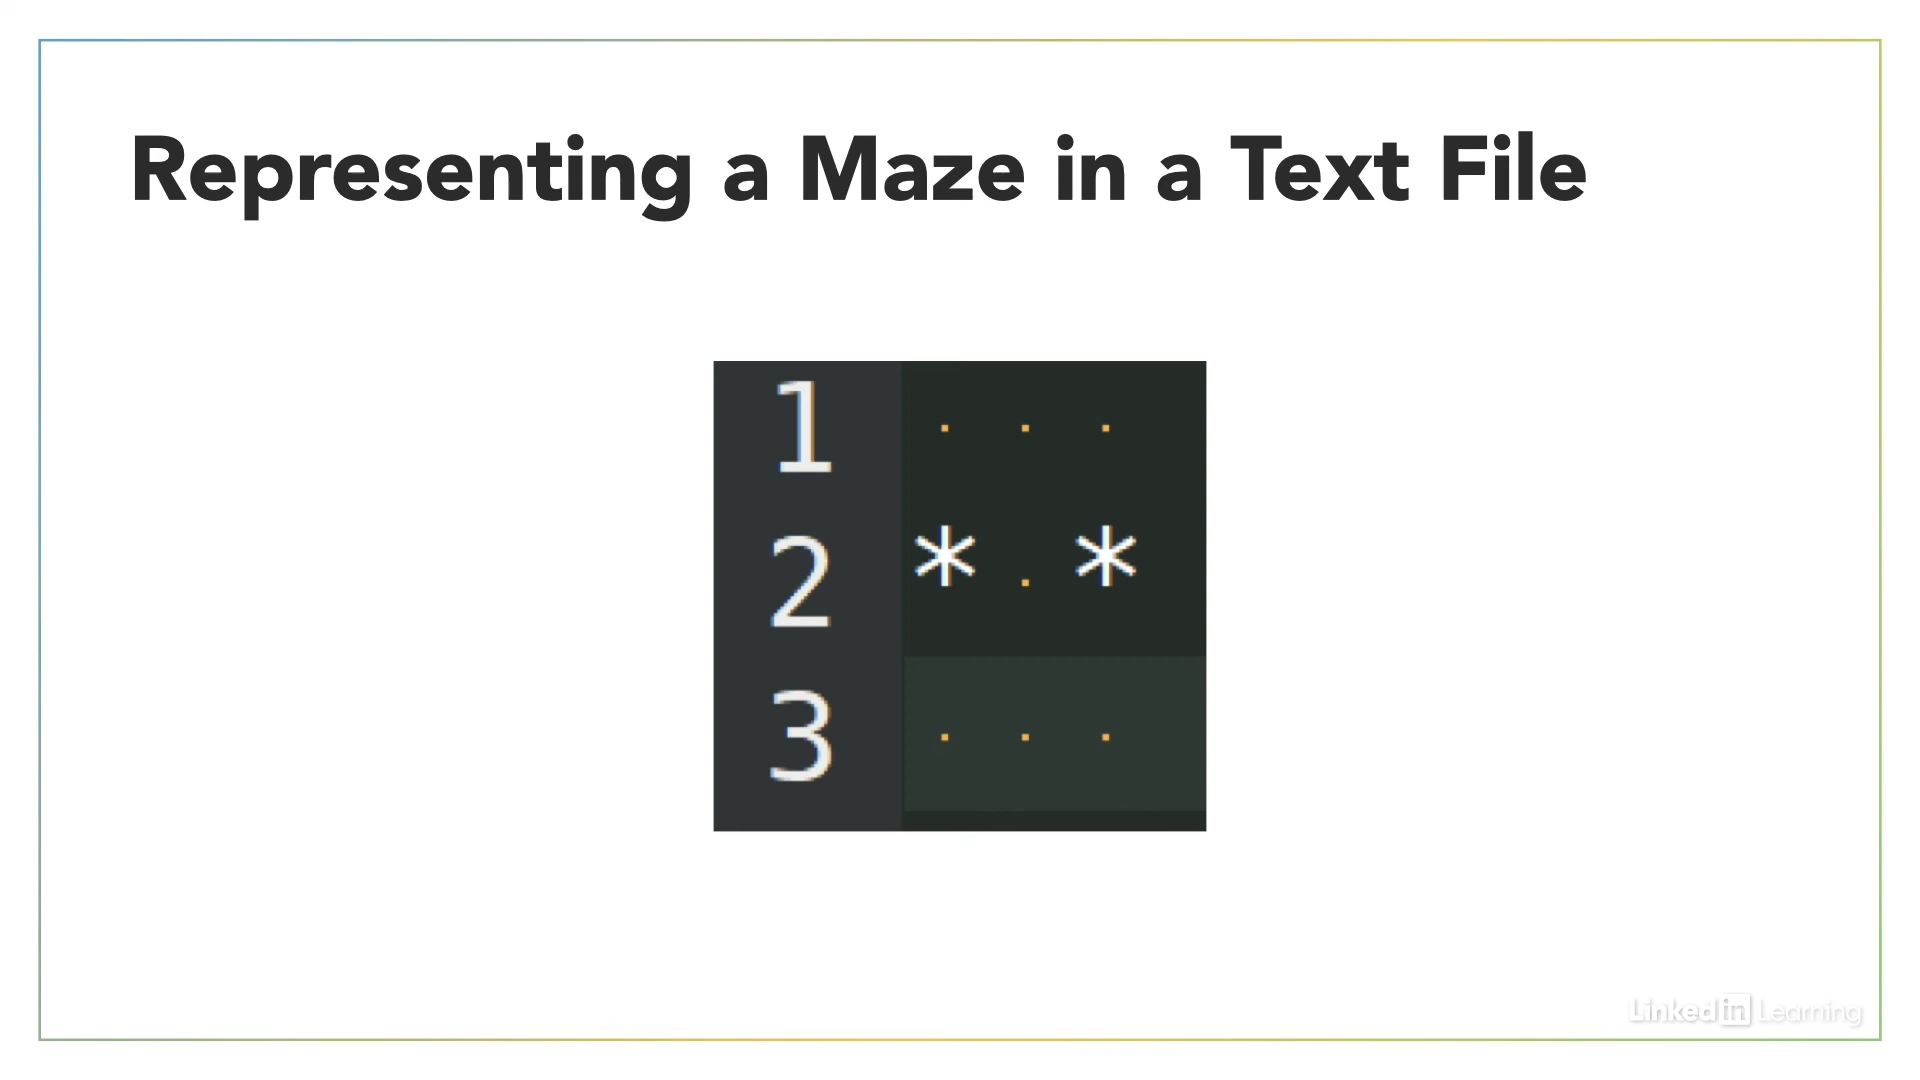 Representing a Maze in a Text File
1 ...
2 *.*
3 ...
LinkedIn Learning